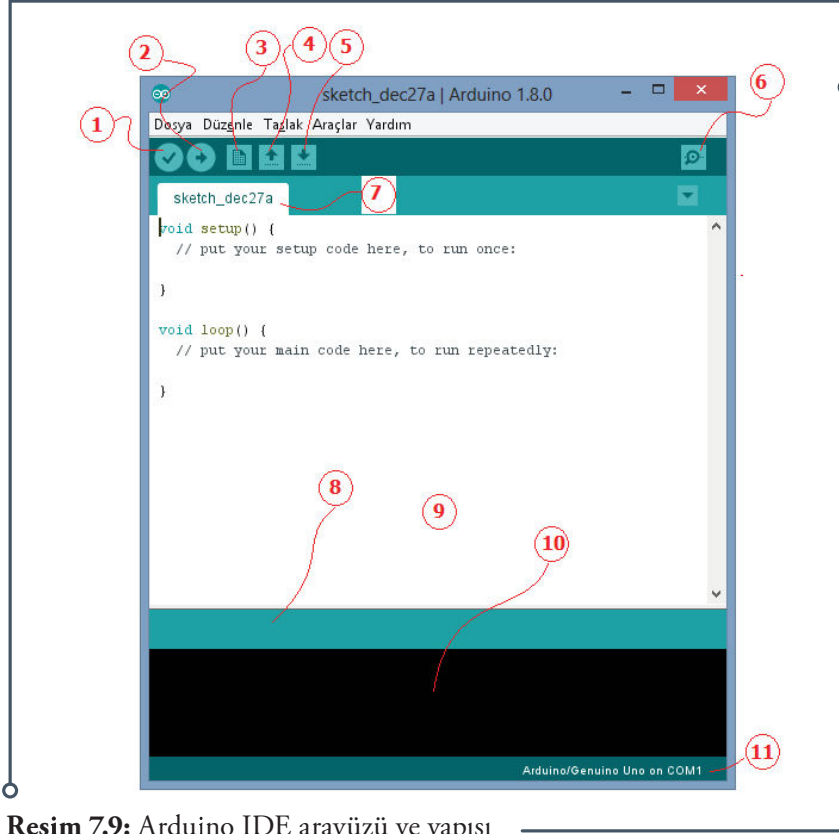 3 4 5
2
6
sketch_dec27a | Arduino 1.8.0
1
Dosya Düzenle Taslak Araçlar Yardım
sketch_dec27a
7
void setup() {
// put your setup code here, to run once:
}
void loop() {
// put your main code here, to run repeatedly:
}
8
9
10
11
Arduino/Genuino Uno on COM1
Resim 7.9: Arduino IDE arayüzü ve yapısı